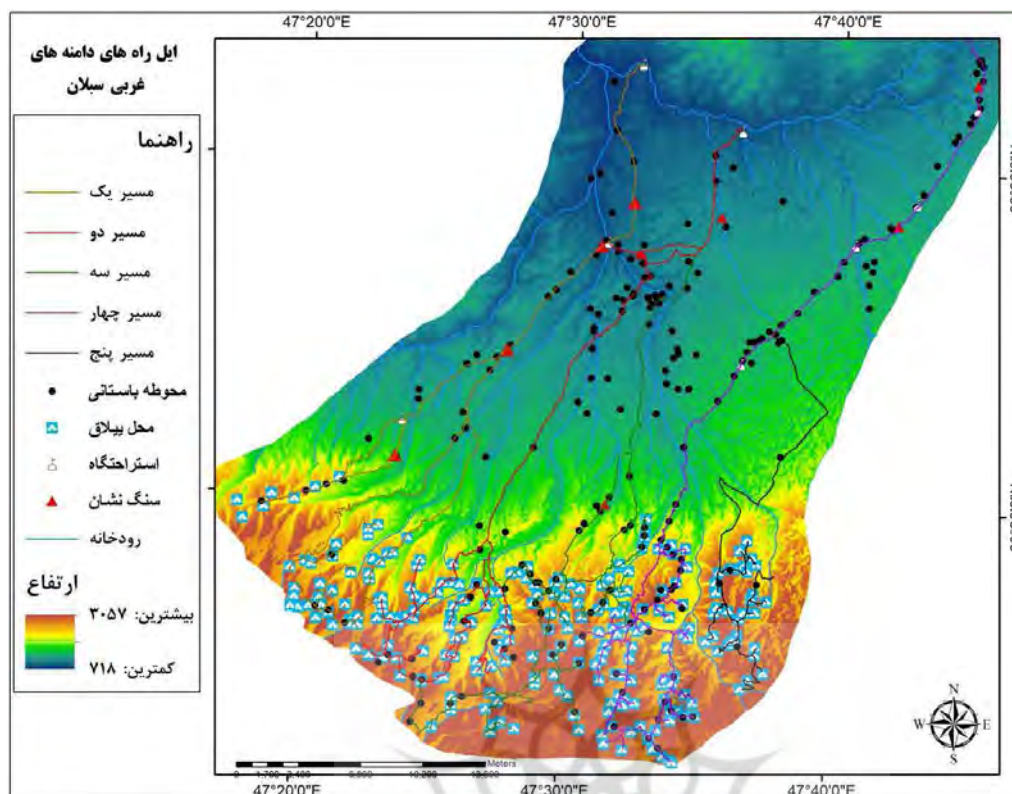 ایل راه های دامنه های
غربی سبلان
راهنما
مسیر یک
مسیر دو
مسیر سه
مسیر چهار
مسیر پنج
محوطه باستانی
محل ییلاق
استراحتگاه
سنگ نشان
رودخانه
ارتفاع
بیشترین: ۳۰۵۷
کمترین: ۷۱۸
47°20'0"E 47°30'0"E 47°40'0"E
N
W E
S
Meters
0
47°20'0"E 47°30'0"E 47°40'0"E